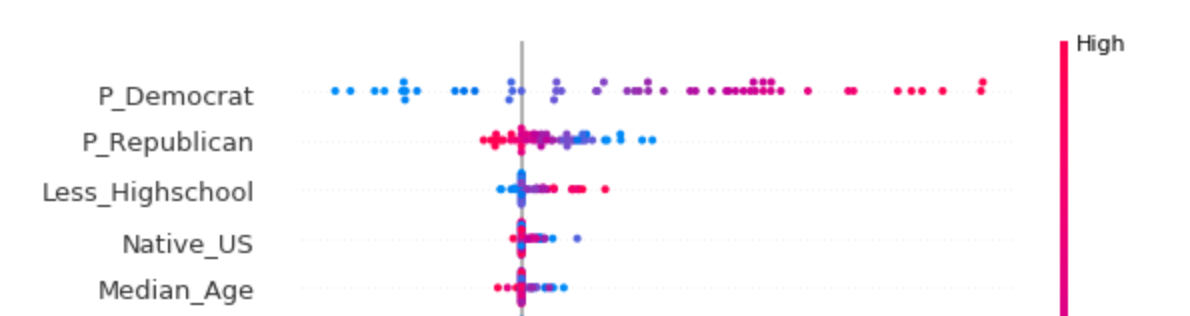 High
P_Democrat
P_Republican
Less_Highschool
Native_US
Median_Age